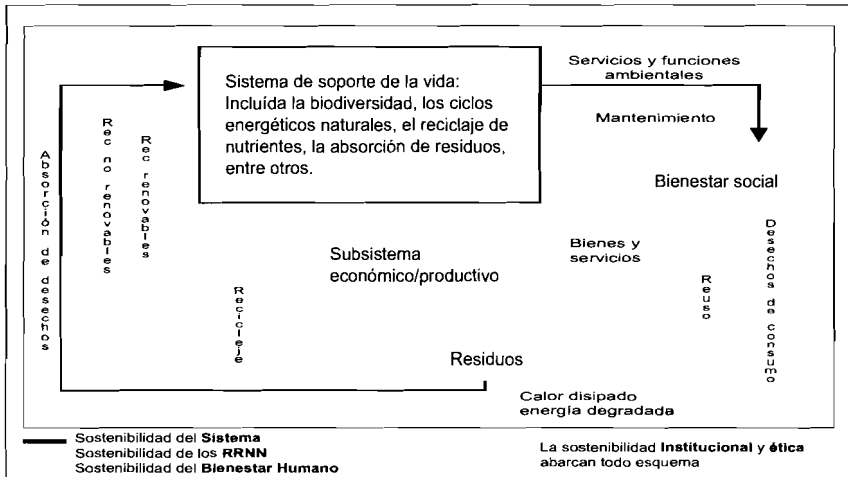 Sistema de soporte de la vida:
Incluída la biodiversidad, los ciclos
energéticos naturales, el reciclaje de
nutrientes, la absorción de residuos,
entre otros.
Servicios y funciones
ambientales
Mantenimiento
Bienestar social
Absorción de desechos
Rec no renovables
Rec renovables
Subsistema
económico/productivo
Bienes y
servicios
Recicleje
Reuso
Desechos de consumo
Residuos
Calor disipado
energía degradada
Sostenibilidad del Sistema
Sostenibilidad de los RRNN
Sostenibilidad del Bienestar Humano
La sostenibilidad Institucional y ética
abarcan todo esquema